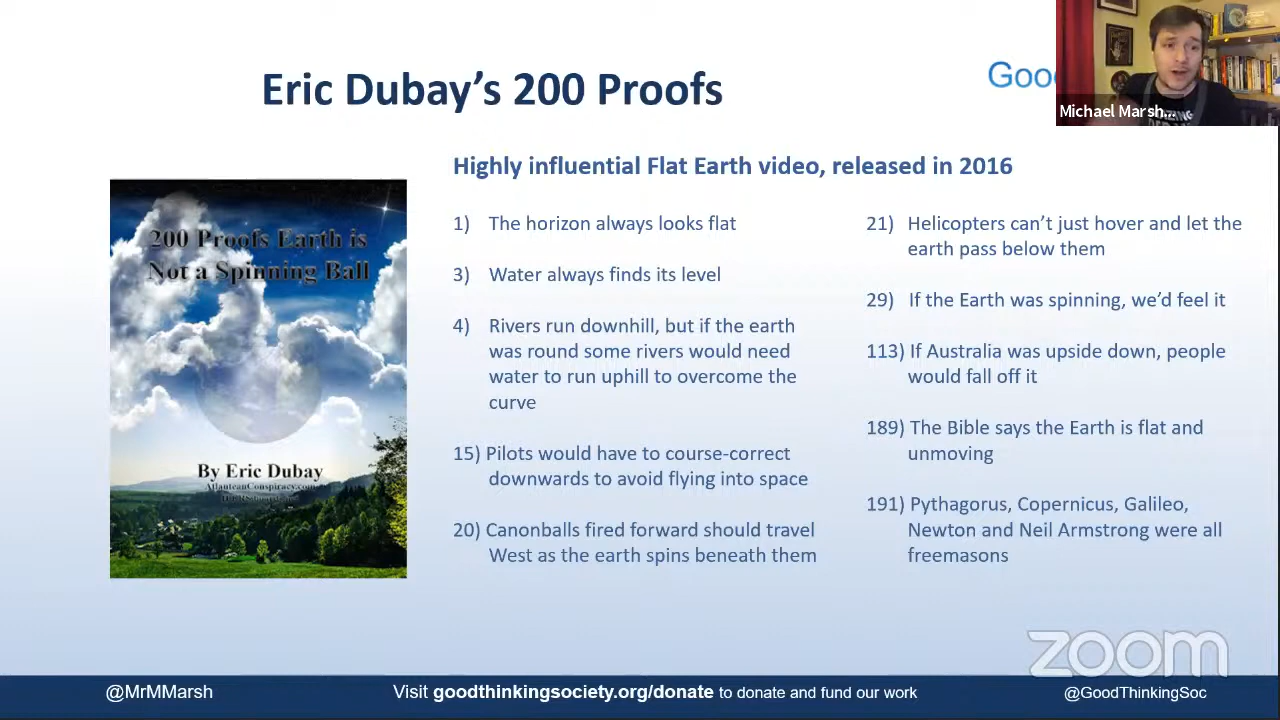 Eric Dubay's 200 Proofs
Goo
Michael Marsh...
Highly influential Flat Earth video, released in 2016
200 Proofs Earth is
Not a Spinning Ball
By Eric Dubay
AtlanteanConspiracy.com
1) The horizon always looks flat
3) Water always finds its level
4) Rivers run downhill, but if the earth
was round some rivers would need
water to run uphill to overcome the
curve
15) Pilots would have to course-correct
downwards to avoid flying into space
20) Canonballs fired forward should travel
West as the earth spins beneath them
21) Helicopters can't just hover and let the
earth pass below them
29) If the Earth was spinning, we'd feel it
113) If Australia was upside down, people
would fall off it
189) The Bible says the Earth is flat and
unmoving
191) Pythagorus, Copernicus, Galileo,
Newton and Neil Armstrong were all
freemasons
zoom
@MrMMarsh
Visit goodthinkingsociety.org/donate to donate and fund our work
@GoodThinkingSoc